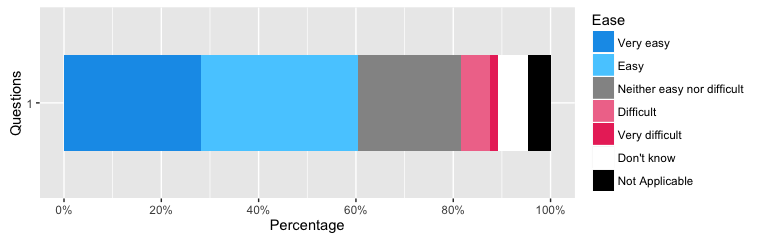 Questions
1
0%
20%
40%
60%
80%
100%
Percentage
Ease
Very easy
Easy
Neither easy nor difficult
Difficult
Very difficult
Don't know
Not Applicable